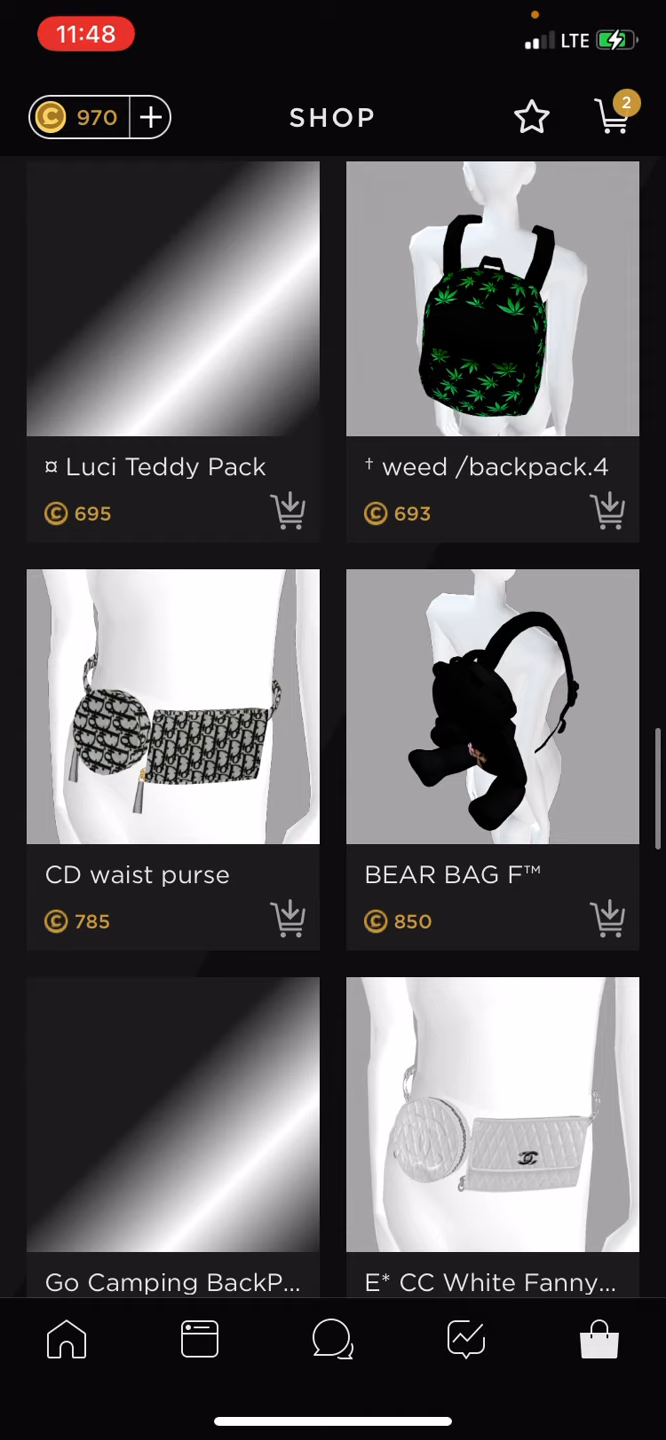 11:48
LTE
970
SHOP
2
¤ Luci Teddy Pack
† weed /backpack.4
695
693
CD waist purse
BEAR BAG F™
785
850
Go Camping BackP...
E* CC White Fanny...